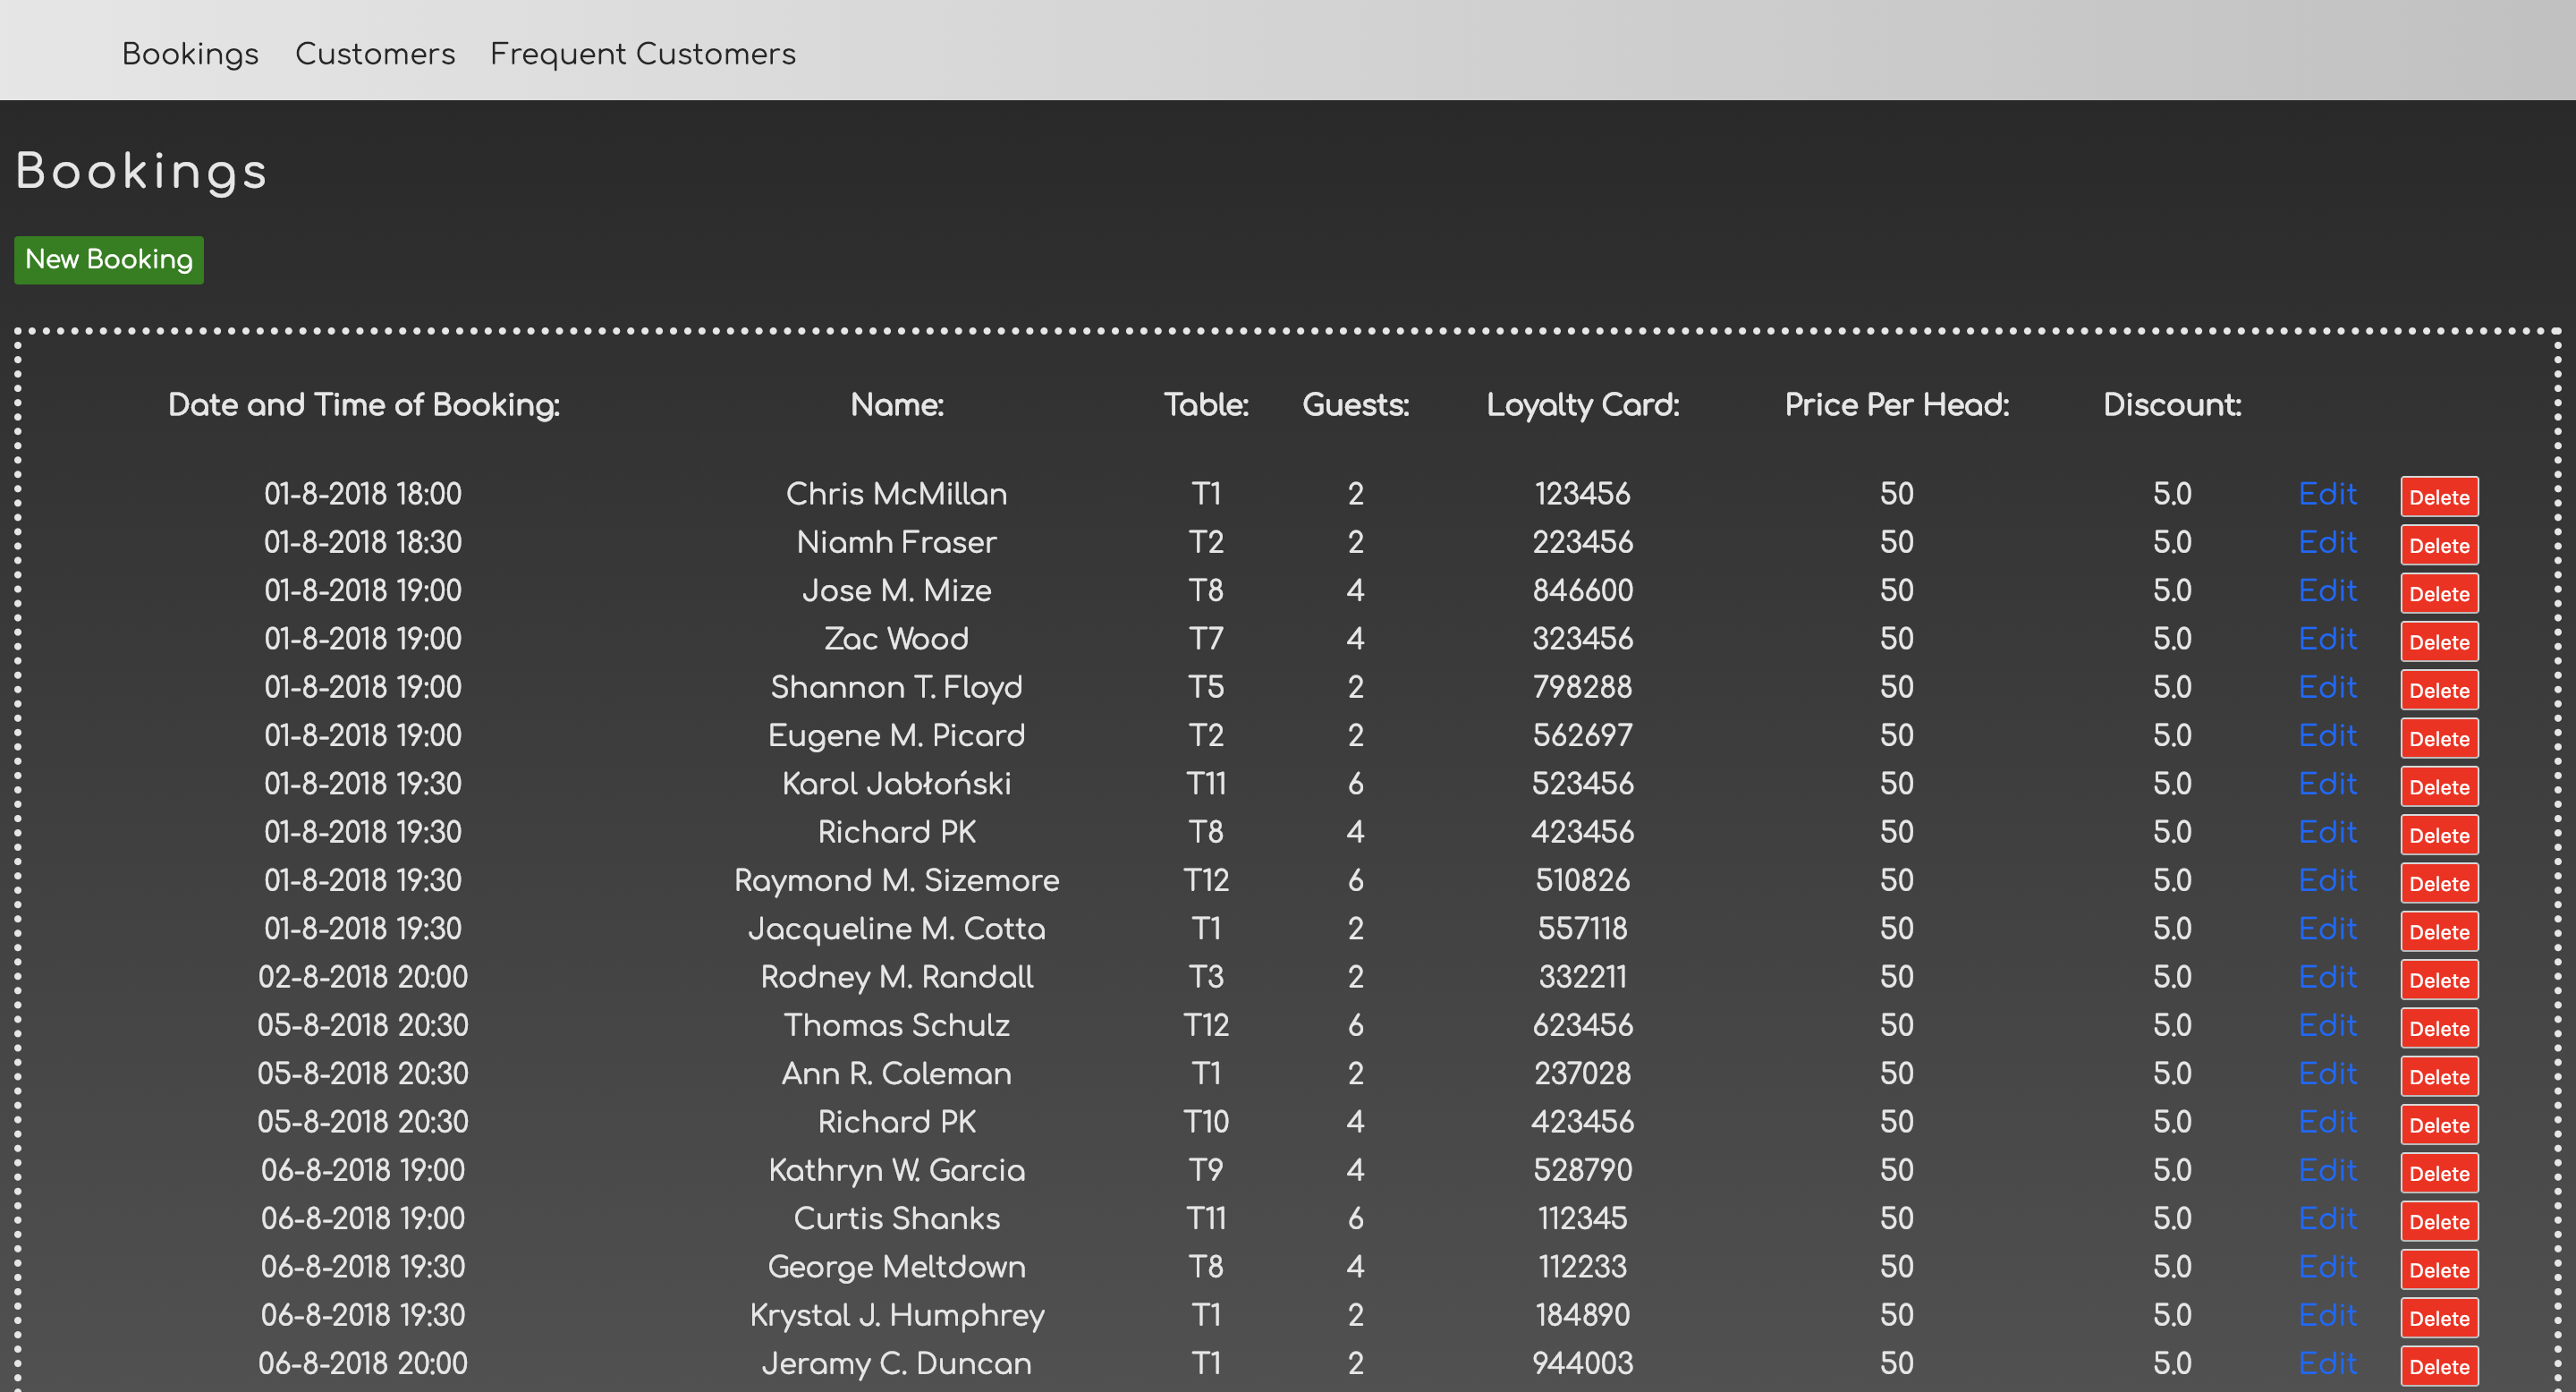 Bookings Customers Frequent Customers
Bookings
New Booking
Date and Time of Booking: Name: Table: Guests: Loyalty Card: Price Per Head: Discount:
01-8-2018 18:00 Chris McMillan T1 2 123456 50 5.0 Edit Delete
01-8-2018 18:30 Niamh Fraser T2 2 223456 50 5.0 Edit Delete
01-8-2018 19:00 Jose M. Mize T8 4 846600 50 5.0 Edit Delete
01-8-2018 19:00 Zac Wood T7 4 323456 50 5.0 Edit Delete
01-8-2018 19:00 Shannon T. Floyd T5 2 798288 50 5.0 Edit Delete
01-8-2018 19:00 Eugene M. Picard T2 2 562697 50 5.0 Edit Delete
01-8-2018 19:30 Karol Jabłoński T11 6 523456 50 5.0 Edit Delete
01-8-2018 19:30 Richard PK T8 4 423456 50 5.0 Edit Delete
01-8-2018 19:30 Raymond M. Sizemore T12 6 510826 50 5.0 Edit Delete
01-8-2018 19:30 Jacqueline M. Cotta T1 2 557118 50 5.0 Edit Delete
02-8-2018 20:00 Rodney M. Randall T3 2 332211 50 5.0 Edit Delete
05-8-2018 20:30 Thomas Schulz T12 6 623456 50 5.0 Edit Delete
05-8-2018 20:30 Ann R. Coleman T1 2 237028 50 5.0 Edit Delete
05-8-2018 20:30 Richard PK T10 4 423456 50 5.0 Edit Delete
06-8-2018 19:00 Kathryn W. Garcia T9 4 528790 50 5.0 Edit Delete
06-8-2018 19:00 Curtis Shanks T11 6 112345 50 5.0 Edit Delete
06-8-2018 19:30 George Meltdown T8 4 112233 50 5.0 Edit Delete
06-8-2018 19:30 Krystal J. Humphrey T1 2 184890 50 5.0 Edit Delete
06-8-2018 20:00 Jeramy C. Duncan T1 2 944003 50 5.0 Edit Delete